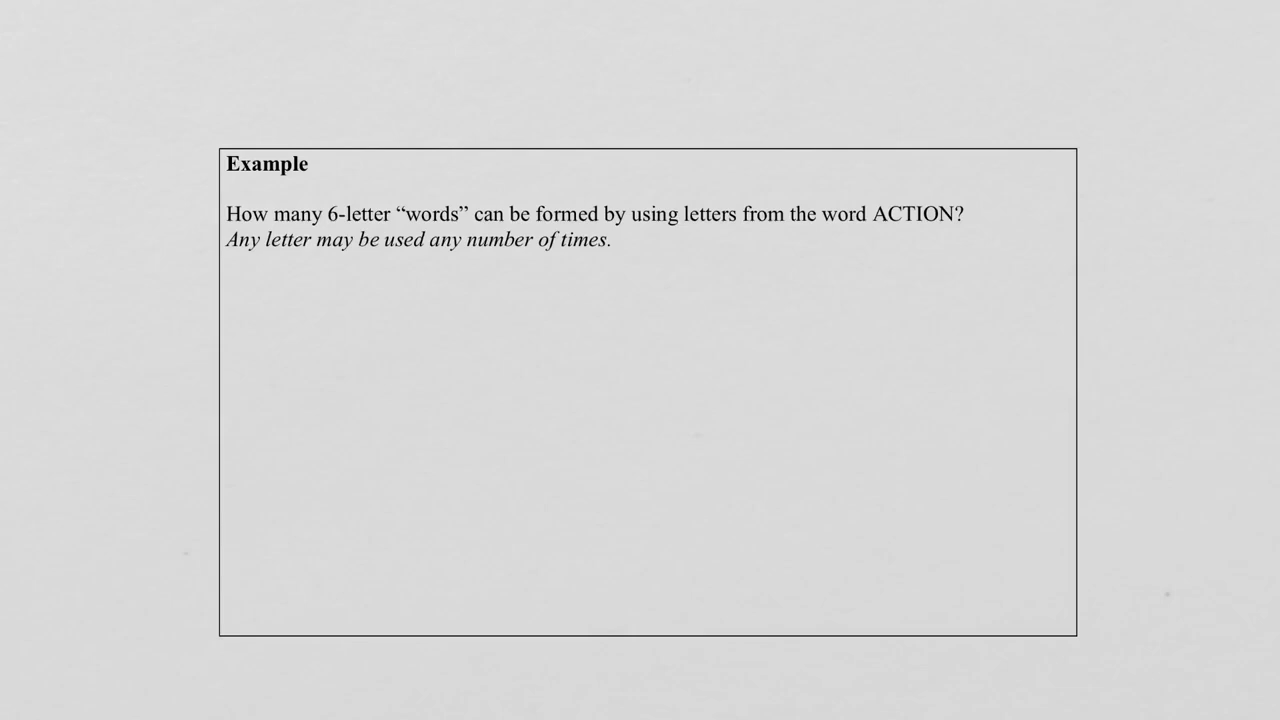 Example
How many 6-letter “words” can be formed by using letters from the word ACTION?
Any letter may be used any number of times.